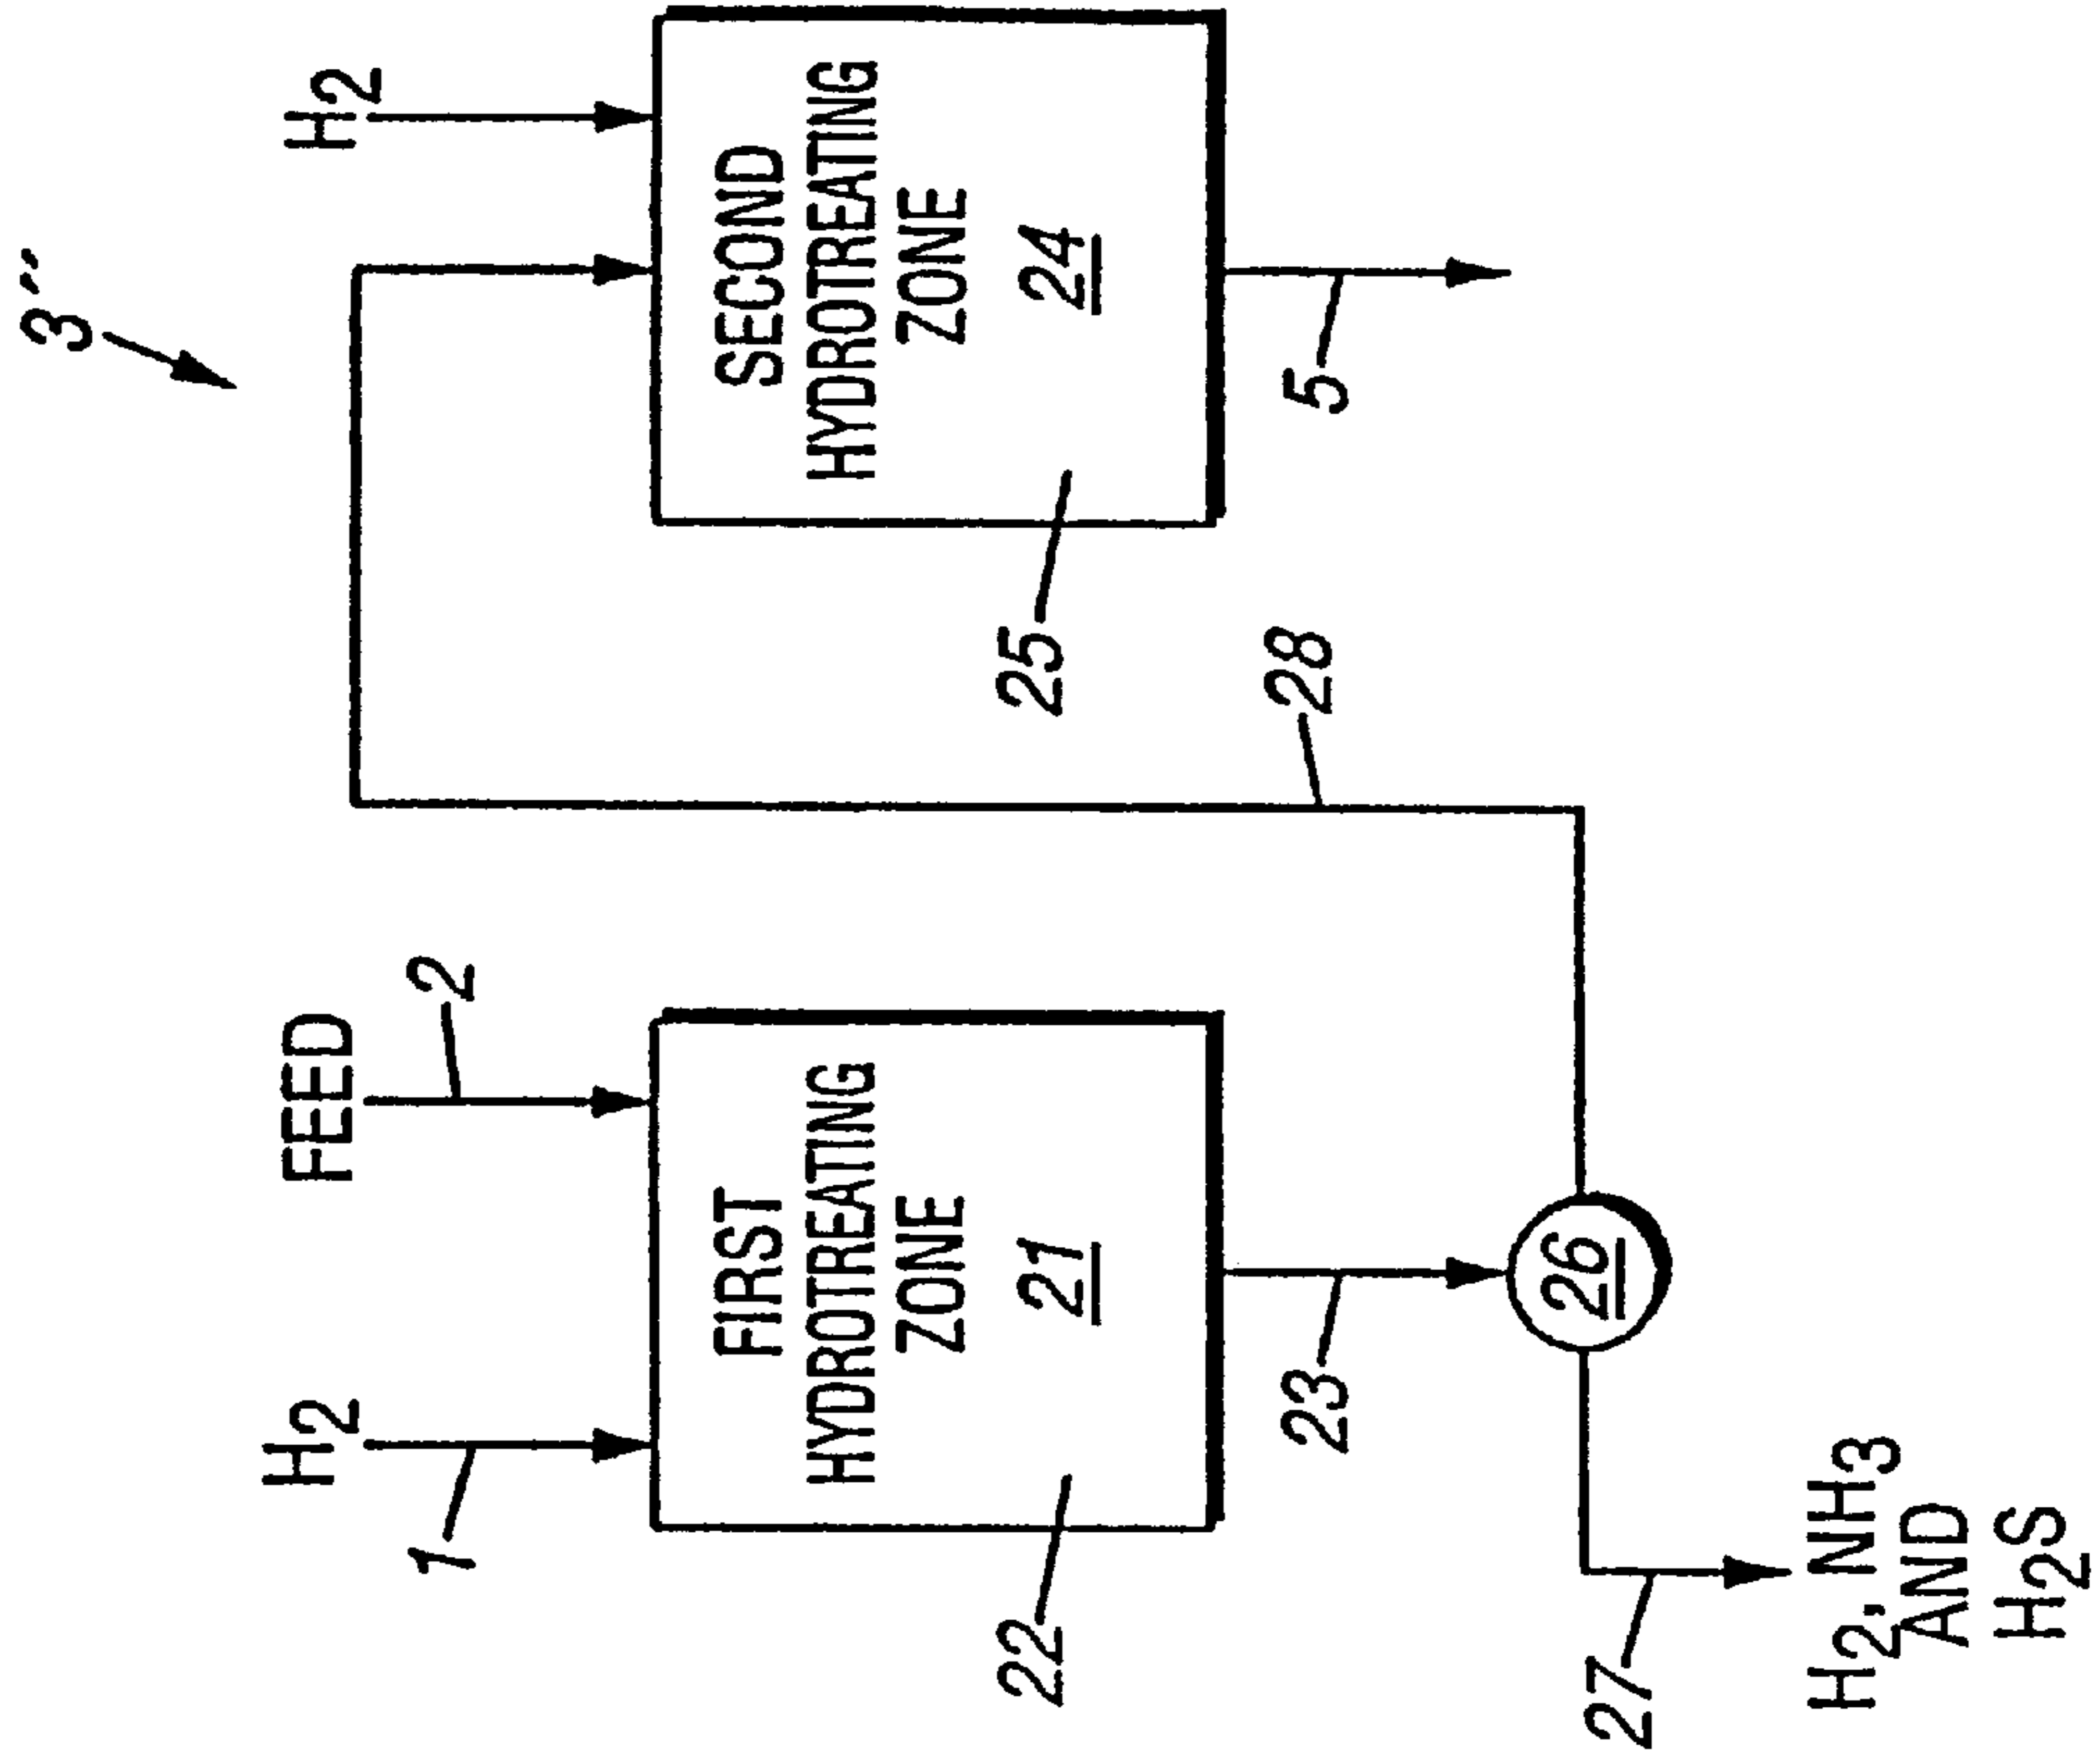 3″
H2
FEED
2
1
FIRST
HYDROTREATING
ZONE
21
22
23
26
27
H2, NH3
AND
H2S
28
H2
SECOND
HYDROTREATING
ZONE
24
25
5